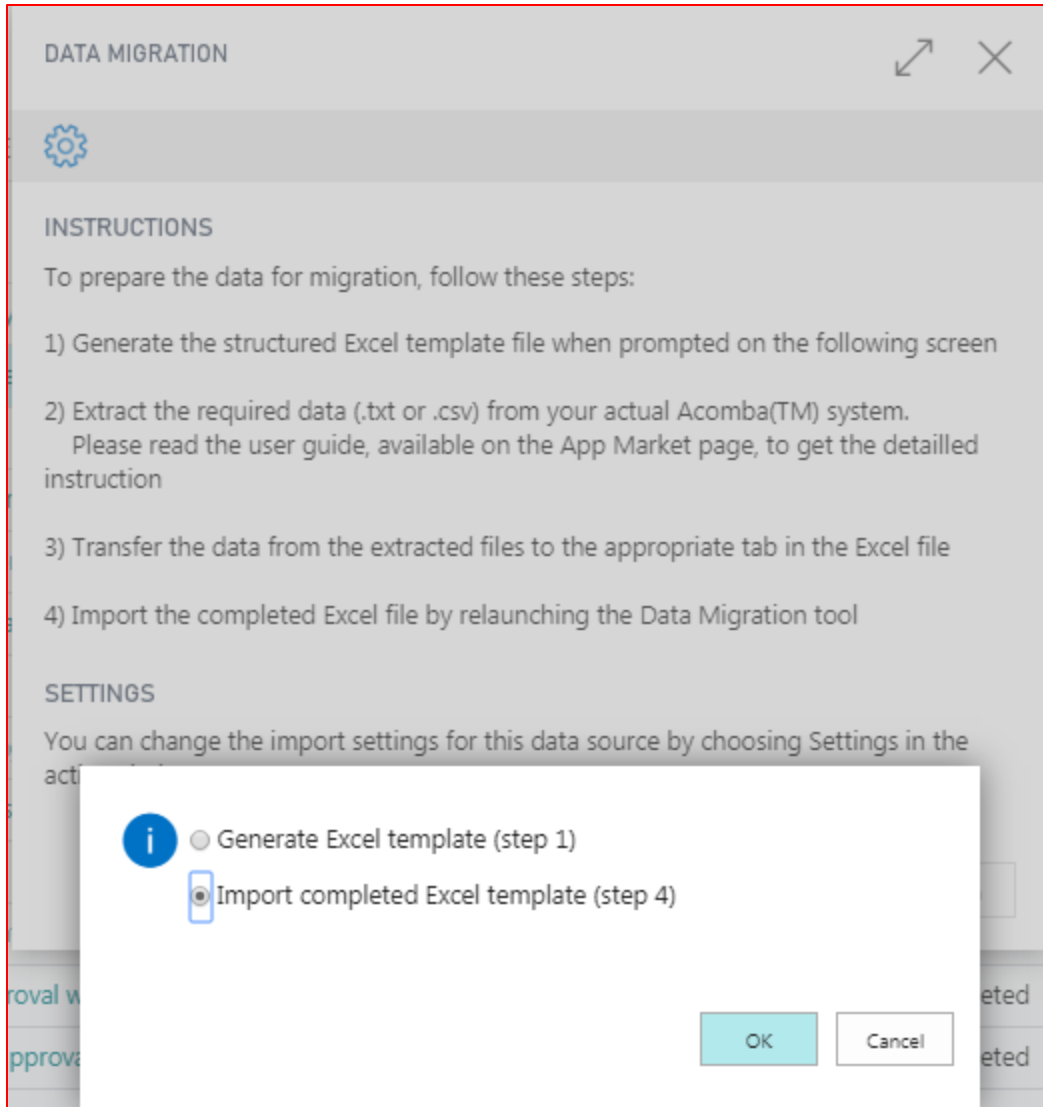 DATA MIGRATION
INSTRUCTIONS
To prepare the data for migration, follow these steps:
1) Generate the structured Excel template file when prompted on the following screen
2) Extract the required data (.txt or .csv) from your actual Acomba(TM) system.
Please read the user guide, available on the App Market page, to get the detailled
instruction
3) Transfer the data from the extracted files to the appropriate tab in the Excel file
4) Import the completed Excel file by relaunching the Data Migration tool
SETTINGS
You can change the import settings for this data source by choosing Settings in the
i
Generate Excel template (step 1)
Import completed Excel template (step 4)
roval w
eted
OK
Cancel
pprova
eted